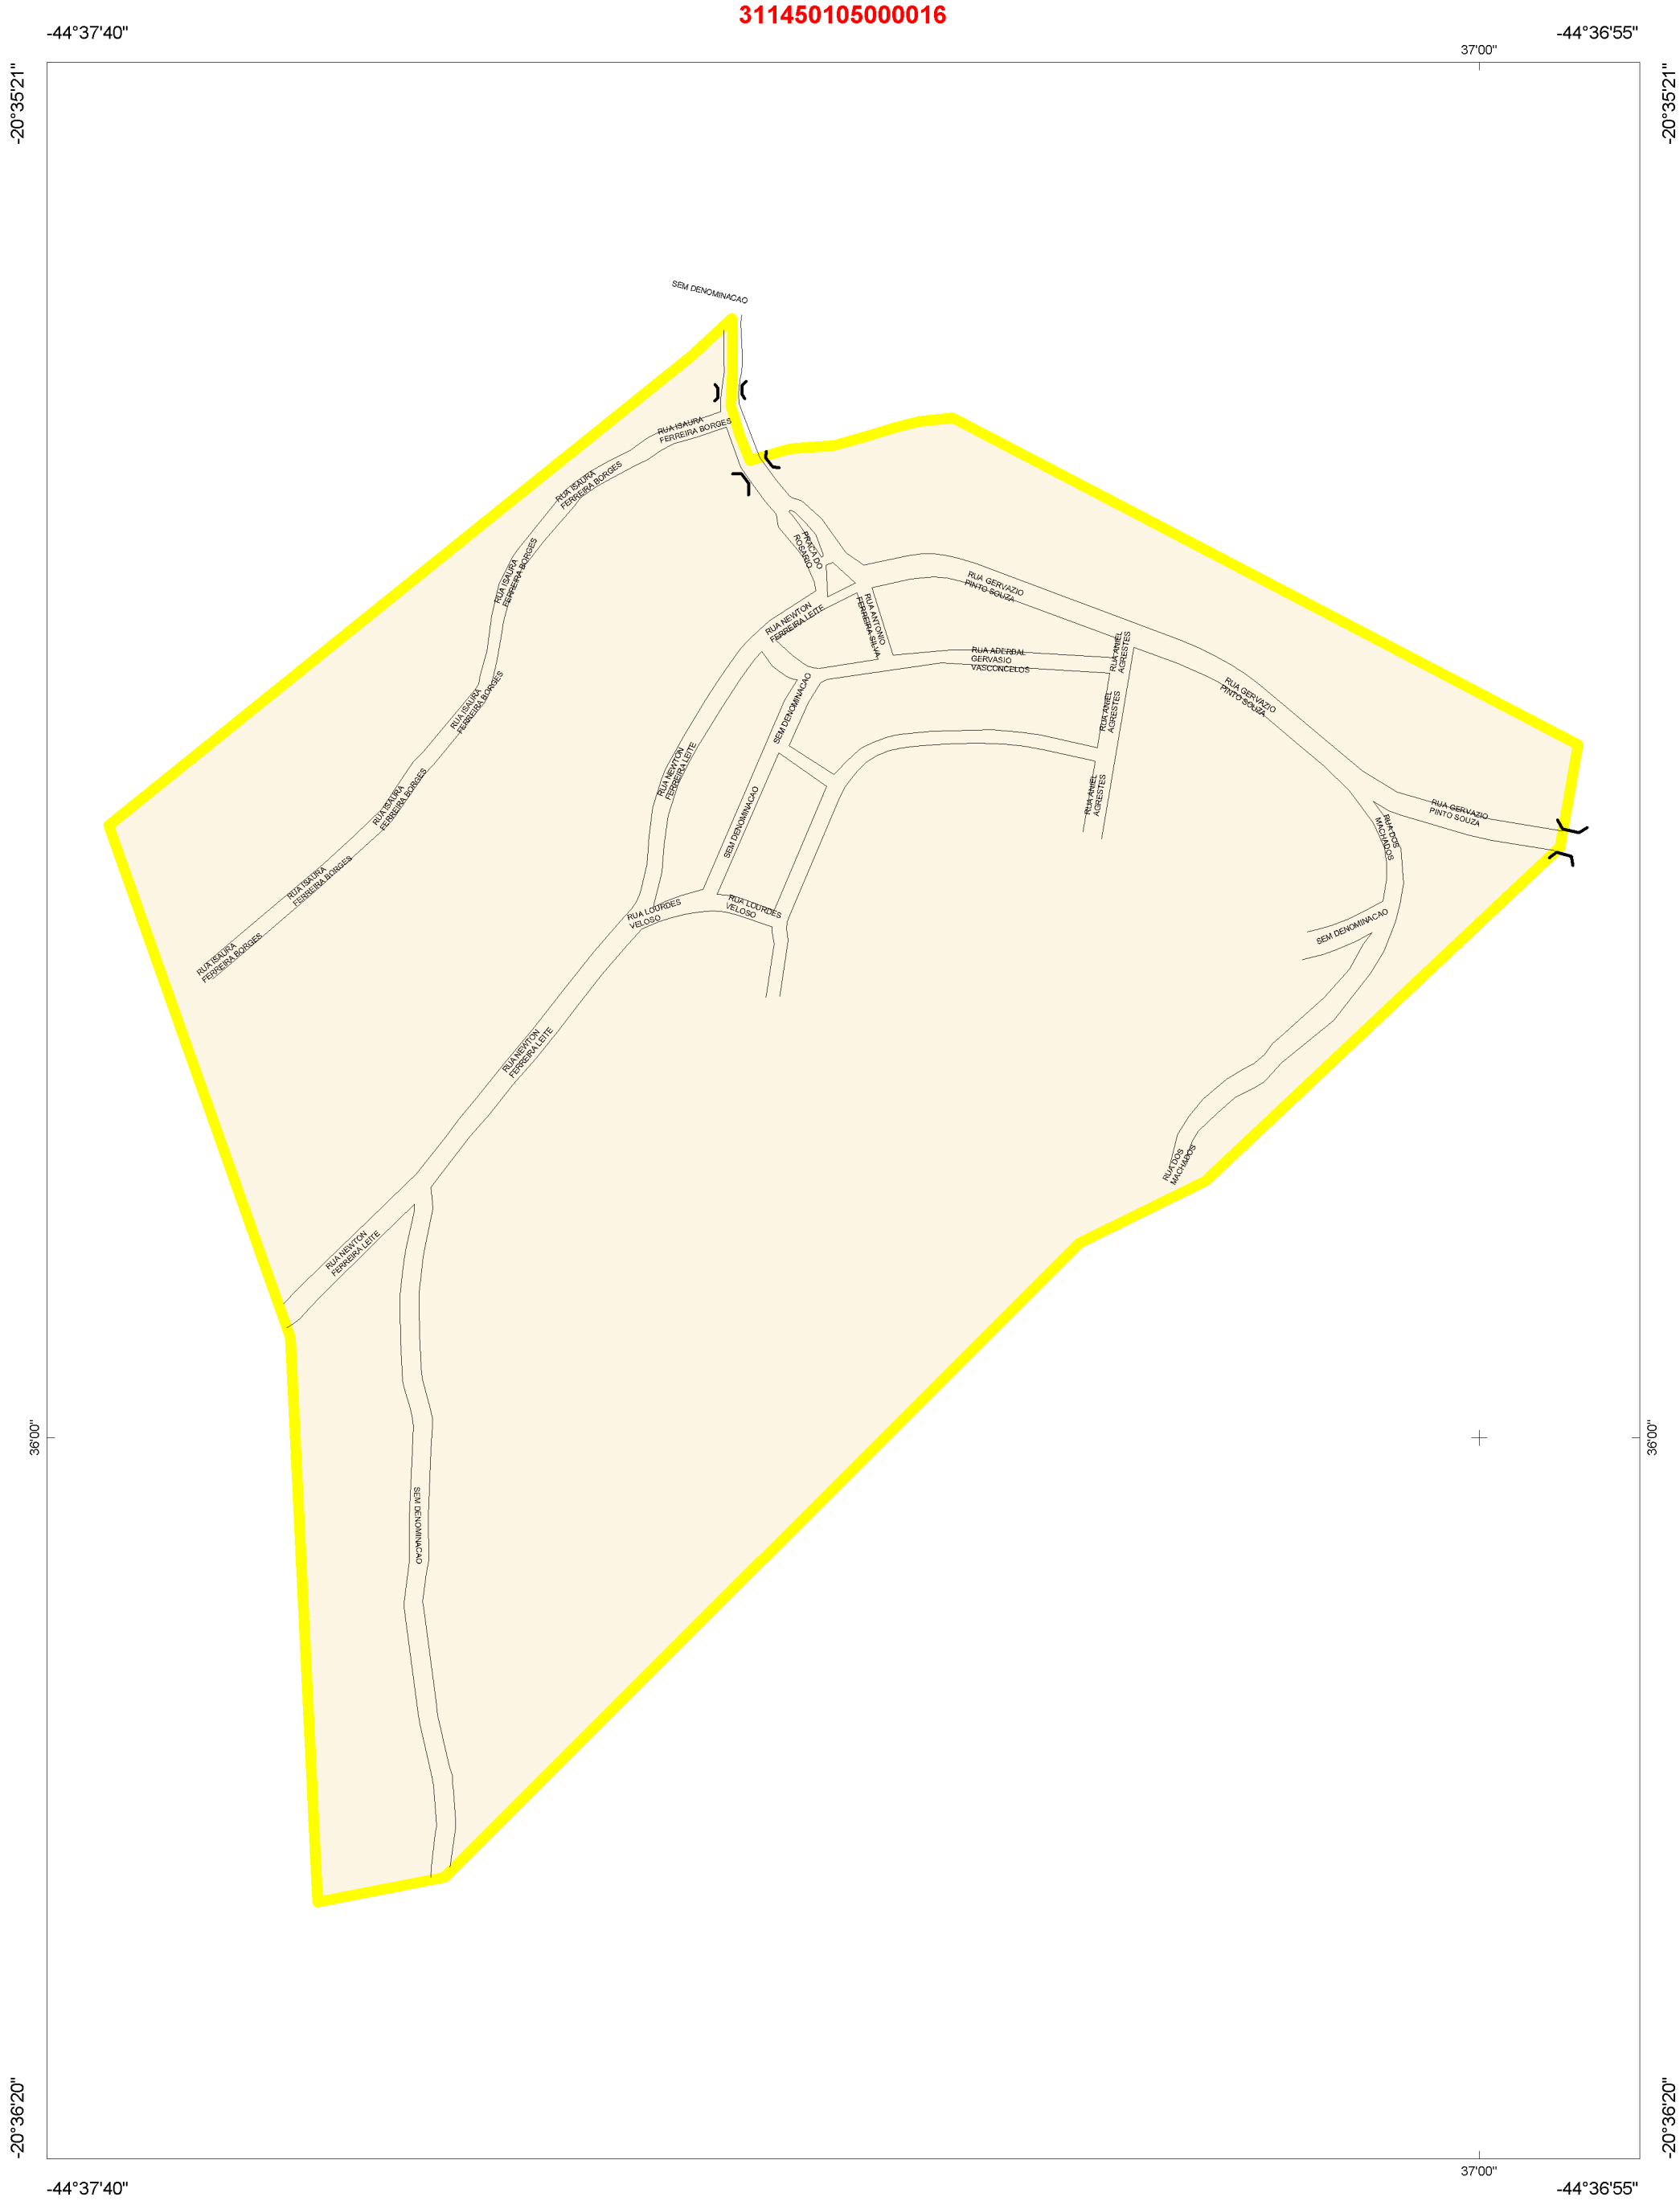 311450105000016
-44°37'40"
-44°36'55"
37'00"
-20°35'21"
-20°35'21"
SEM DENOMINACAO
RUA ISAURA
FERREIRA BORGES
RUA ISAURA
FERREIRA BORGES
PRACA DO
ROSARIO
RUA ISAURA
FERREIRA BORGES
RUA GERVAZIO
PINTO SOUZA
RUA NEWTON
FERREIRA LEITE
RUA ANTONIO
FERREIRA SILVA
RUA ADERBAL
GERVASIO
VASCONCELOS
RUA ANIEL
AGRESTES
RUA ISAURA
FERREIRA BORGES
SEM DENOMINACAO
RUA ANIEL
AGRESTES
RUA GERVAZIO
PINTO SOUZA
RUA NEWTON
FERREIRA LEITE
RUA ISAURA
FERREIRA BORGES
SEM DENOMINACAO
RUA ANIEL
AGRESTES
RUA GERVAZIO
PINTO SOUZA
RUA DOS
MACHADOS
RUA ISAURA
FERREIRA BORGES
RUA LOURDES
VELOSO
RUA LOURDES
VELOSO
SEM DENOMINACAO
RUA ISAURA
FERREIRA BORGES
RUA NEWTON
FERREIRA LEITE
RUA DOS
MACHADOS
RUA NEWTON
FERREIRA LEITE
36'00"
36'00"
SEM DENOMINACAO
-20°36'20"
-20°36'20"
37'00"
-44°37'40"
-44°36'55"